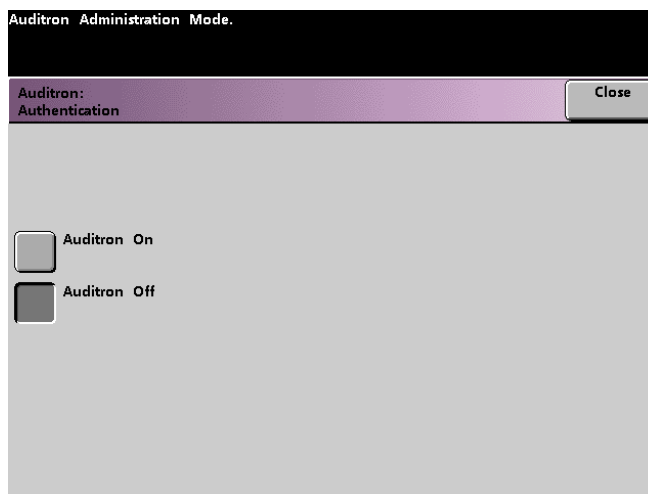 Auditron Administration Mode.
Auditron:
Authentication
Close
Auditron On
Auditron Off